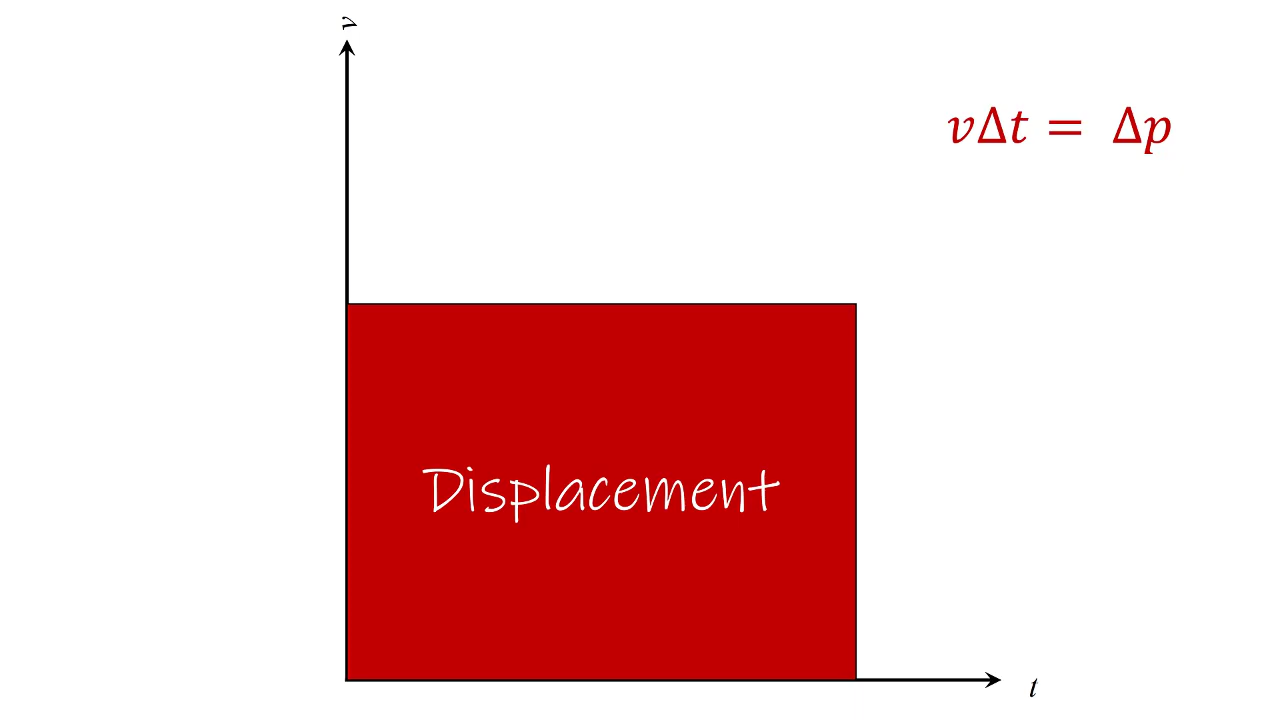 v
vΔt = Δp
Displacement
t